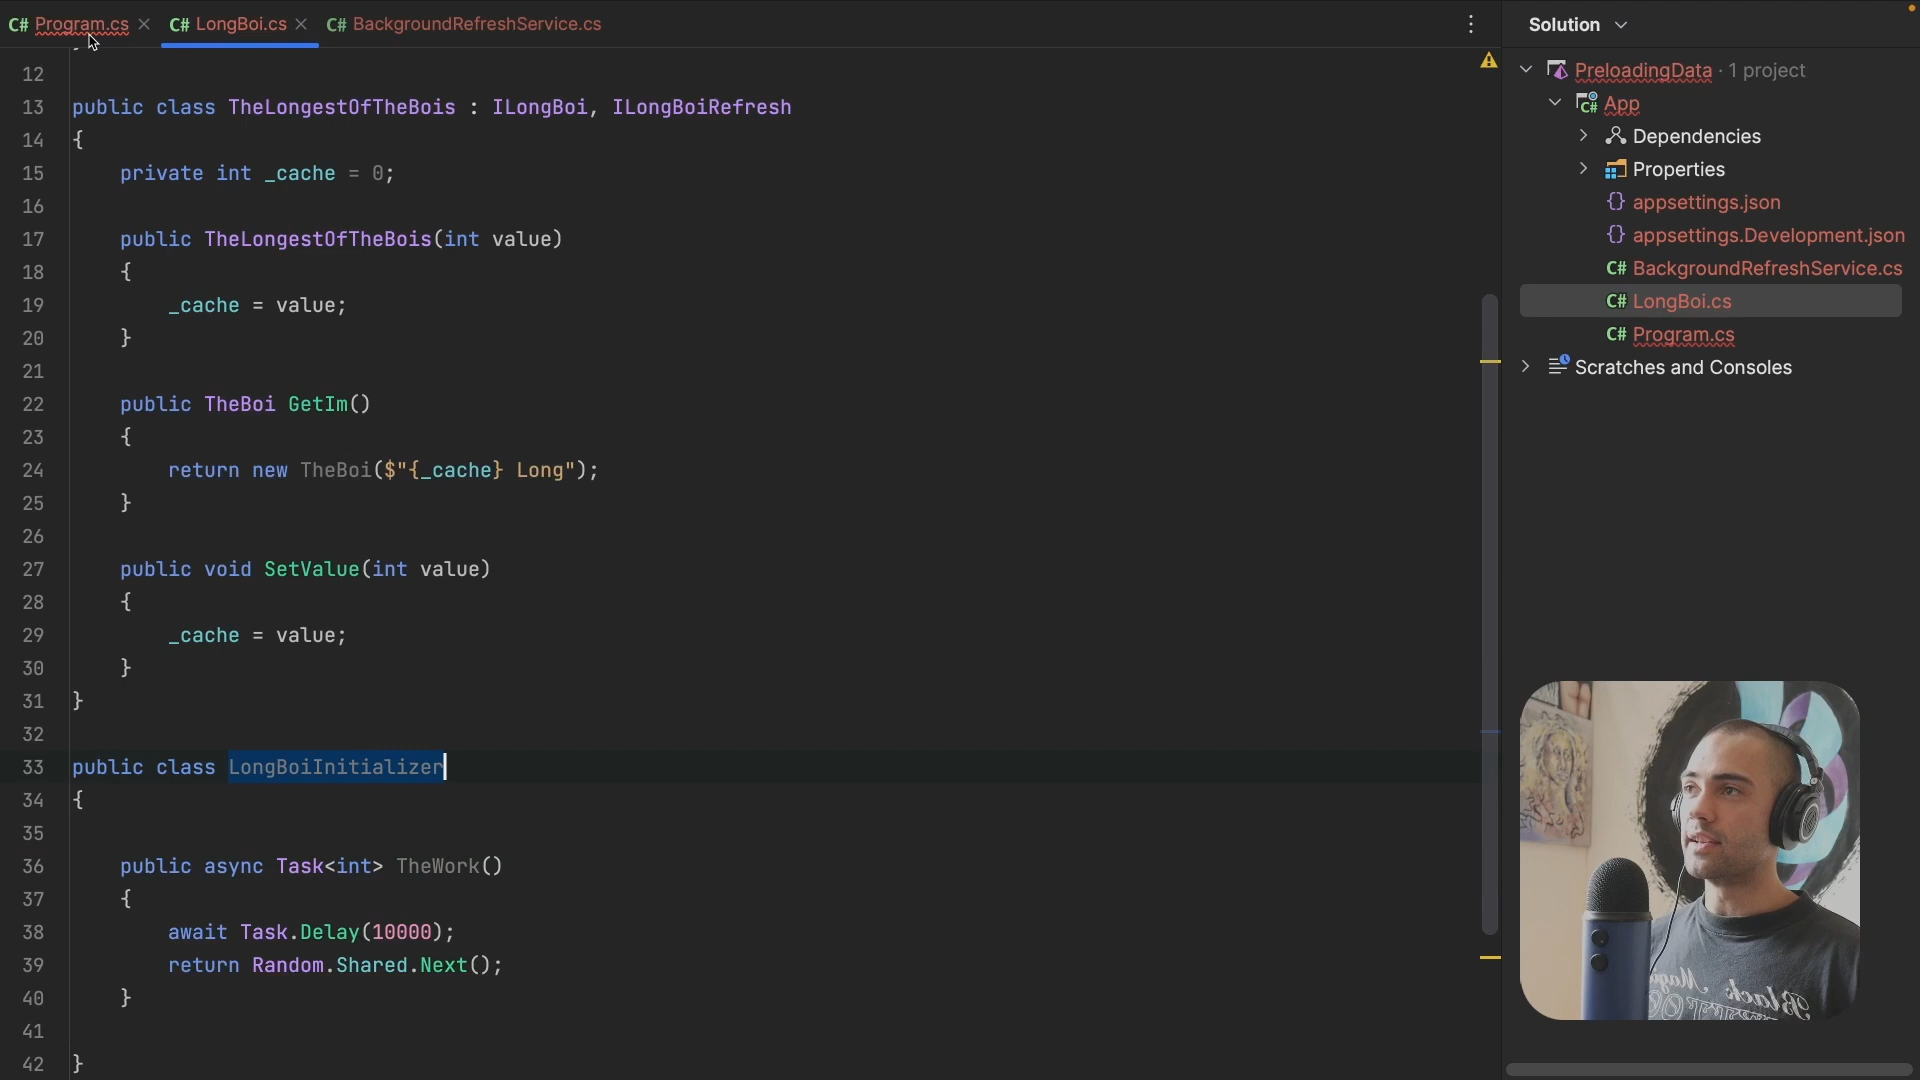 C# Program.cs
C# LongBoi.cs
C# BackgroundRefreshService.cs
12
13 public class TheLongestOfTheBois : ILongBoi, ILongBoiRefresh
14 {
15 private int _cache = 0;
16
17 public TheLongestOfTheBois(int value)
18 {
19 _cache = value;
20 }
21
22 public TheBoi GetIm()
23 {
24 return new TheBoi($"{_cache} Long");
25 }
26
27 public void SetValue(int value)
28 {
29 _cache = value;
30 }
31 }
32
33 public class LongBoiInitializer
34 {
35
36 public async Task<int> TheWork()
37 {
38 await Task.Delay(10000);
39 return Random.Shared.Next();
40 }
41
42 }
Solution
PreloadingData · 1 project
C# App
Dependencies
Properties
{} appsettings.json
{} appsettings.Development.json
C# BackgroundRefreshService.cs
C# LongBoi.cs
C# Program.cs
Scratches and Consoles